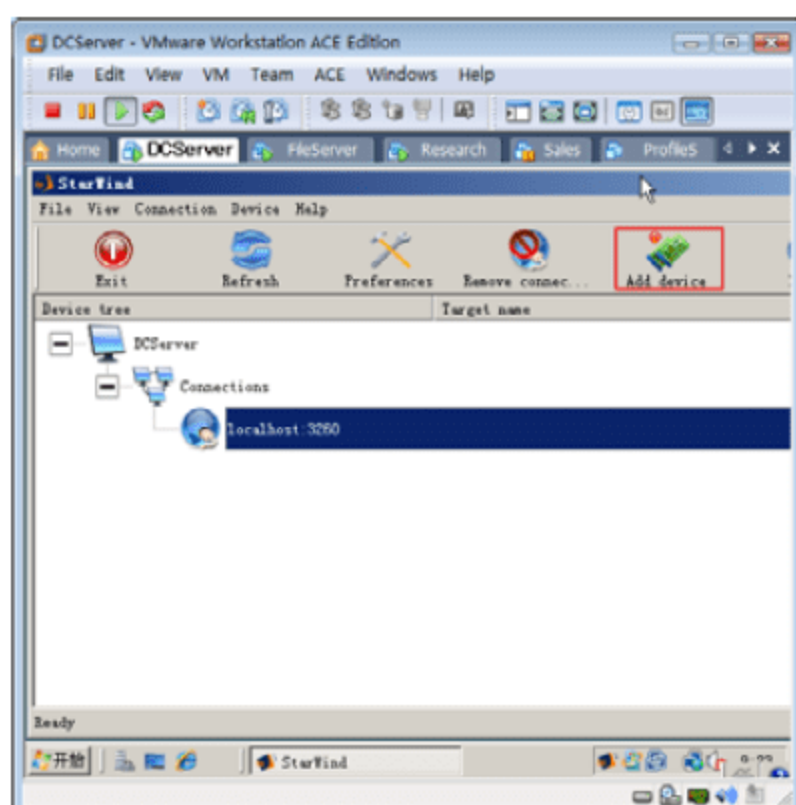 DCServer - VMware Workstation ACE Edition
File Edit View VM Team ACE Windows Help
Home DCServer FileServer Research Sales ProfileS
StarWind
File View Connection Device Help
Exit Refresh Preferences Remove connec... Add device
Device tree Target name
DCServer
Connections
localhost:3260
Ready
开始 StarWind